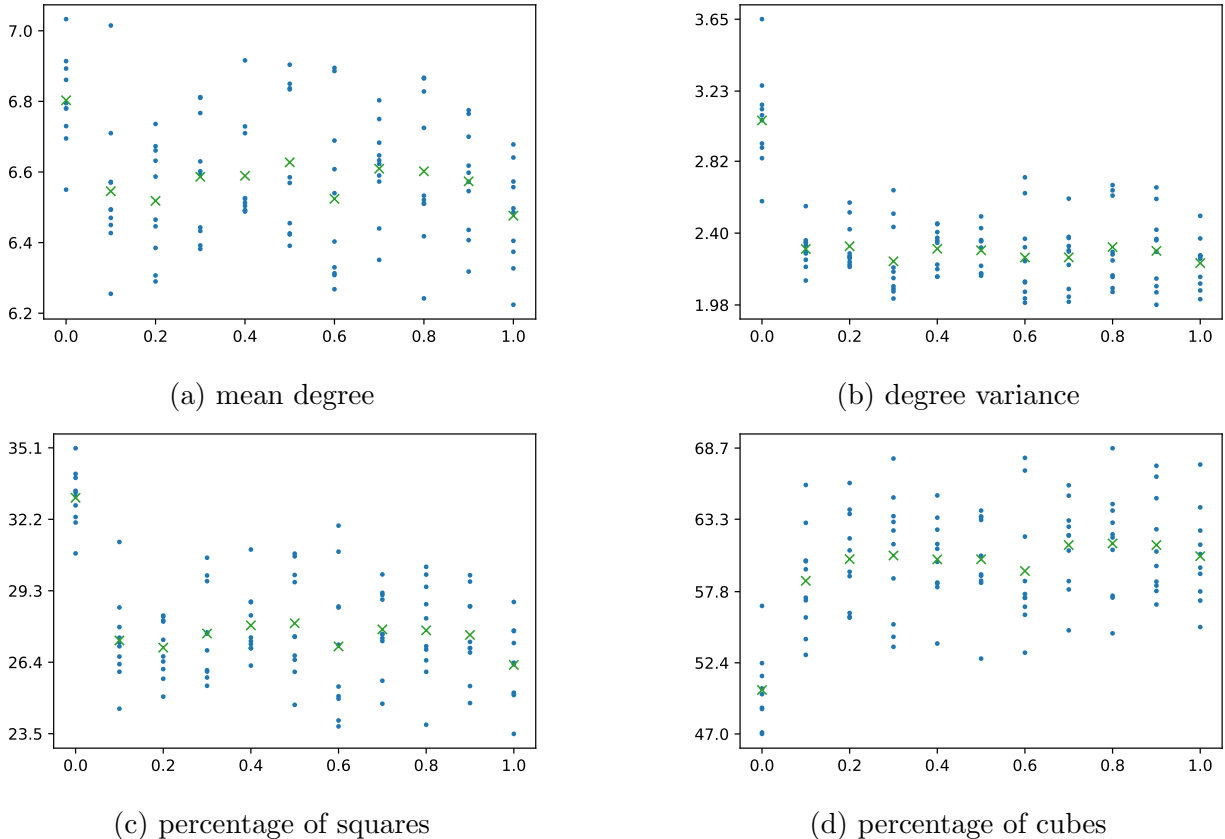 7.0
6.8
6.6
6.4
6.2
0.0 0.2 0.4 0.6 0.8 1.0
(a) mean degree
3.65
3.23
2.82
2.40
1.98
0.0 0.2 0.4 0.6 0.8 1.0
(b) degree variance
35.1
32.2
29.3
26.4
23.5
0.0 0.2 0.4 0.6 0.8 1.0
(c) percentage of squares
68.7
63.3
57.8
52.4
47.0
0.0 0.2 0.4 0.6 0.8 1.0
(d) percentage of cubes